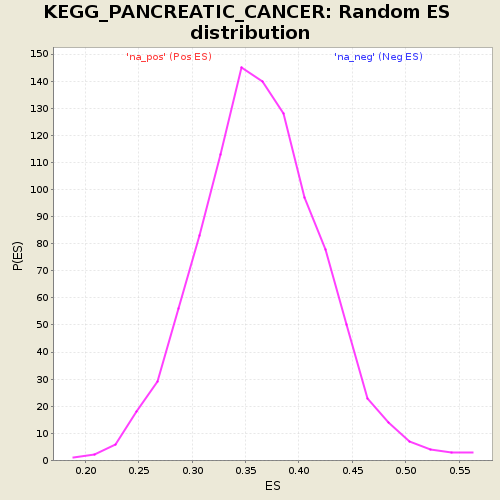 KEGG_PANCREATIC_CANCER: Random ES
distribution
'na_pos' (Pos ES)
'na_neg' (Neg ES)
150
140
130
120
110
100
90
80
70
60
50
40
30
20
10
0
P(ES)
0.20 0.25 0.30 0.35 0.40 0.45 0.50 0.55
ES